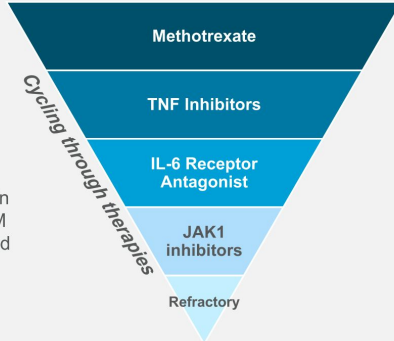 Methotrexate
Cycling through therapies
TNF Inhibitors
IL-6 Receptor
Antagonist
JAK1
inhibitors
Refractory